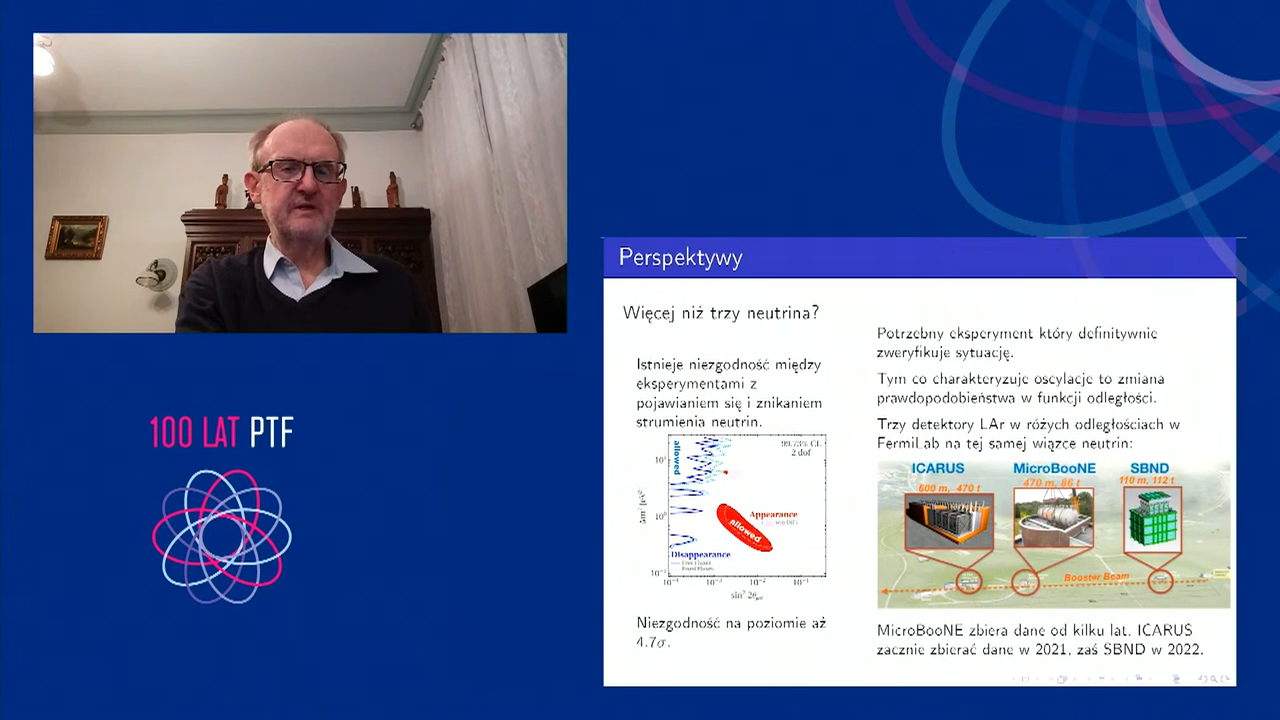 100 LAT PTF
Perspektywy
Więcej niż trzy neutrina?
Istnieje niezgodność między
eksperymentami z
pojawianiem się i znikaniem
strumienia neutrin.
99.73% CL
2 dof
allowed
Appearance
allowed
Disappearance
Free Fluxes
Fixed Fluxes
Niezgodność na poziomie aż
4.7σ.
Potrzebny eksperyment który definitywnie
zweryfikuje sytuację.
Tym co charakteryzuje oscylacje to zmiana
prawdopodobieństwa w funkcji odległości.
Trzy detektory LAr w różych odległościach w
FermiLab na tej samej wiązce neutrin:
ICARUS MicroBooNE SBND
600 m, 470 t 470 m, 86 t 110 m, 112 t
Booster Beam
MicroBooNE zbiera dane od kilku lat. ICARUS
zacznie zbierać dane w 2021, zaś SBND w 2022.